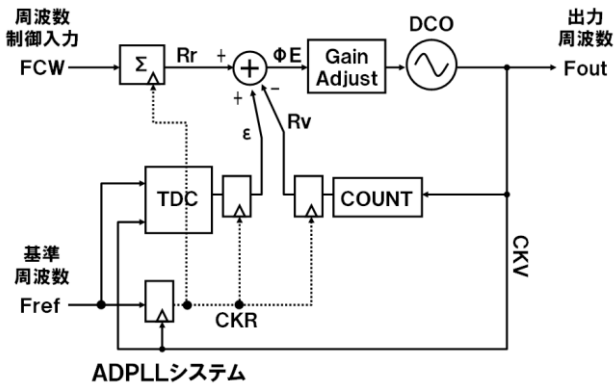 周波数
制御入力
FCW
Σ
Rr
+
+
ΦE
Gain
Adjust
DCO
出力
周波数
Fout
+
−
ε
Rv
TDC
COUNT
CKV
基準
周波数
Fref
CKR
ADPLLシステム